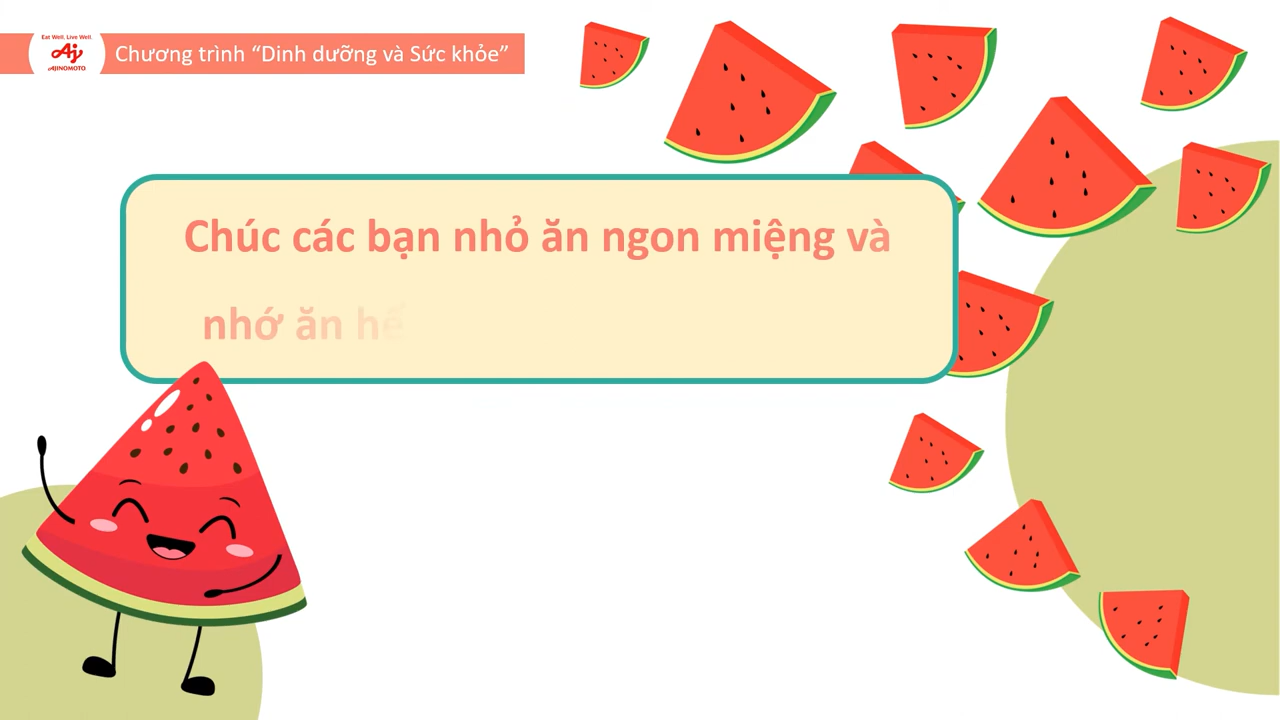 Eat Well. Live Well.
AJINOMOTO
Chương trình “Dinh dưỡng và Sức khỏe”
Chúc các bạn nhỏ ăn ngon miệng và
nhớ ăn hế